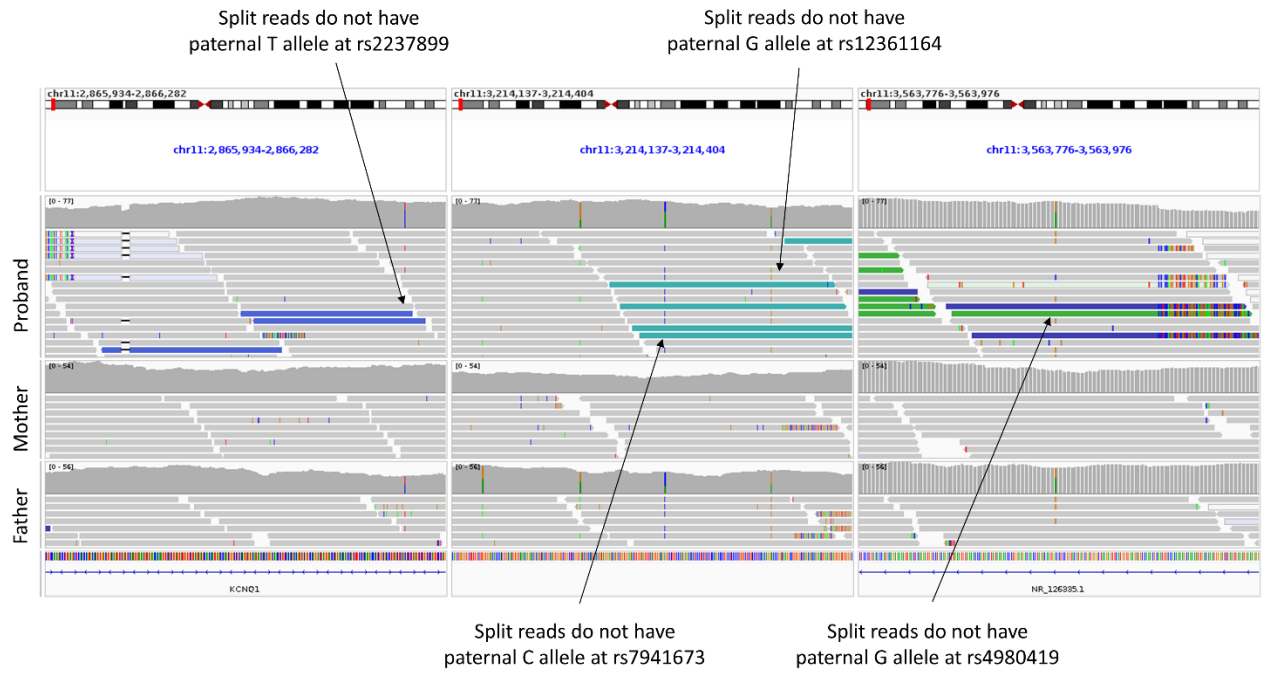 Split reads do not have
paternal T allele at rs2237899
Split reads do not have
paternal G allele at rs12361164
chr11:2,865,934-2,866,282
chr11:3,214,137-3,214,404
chr11:3,563,776-3,563,976
chr11:2,865,934-2,866,282
chr11:3,214,137-3,214,404
chr11:3,563,776-3,563,976
Proband
[0 - 77]
[0 - 77]
[0 - 77]
Mother
[0 - 54]
[0 - 54]
[0 - 54]
Father
[0 - 56]
[0 - 56]
[0 - 56]
KCNQ1
NR_126335.1
Split reads do not have
paternal C allele at rs7941673
Split reads do not have
paternal G allele at rs4980419